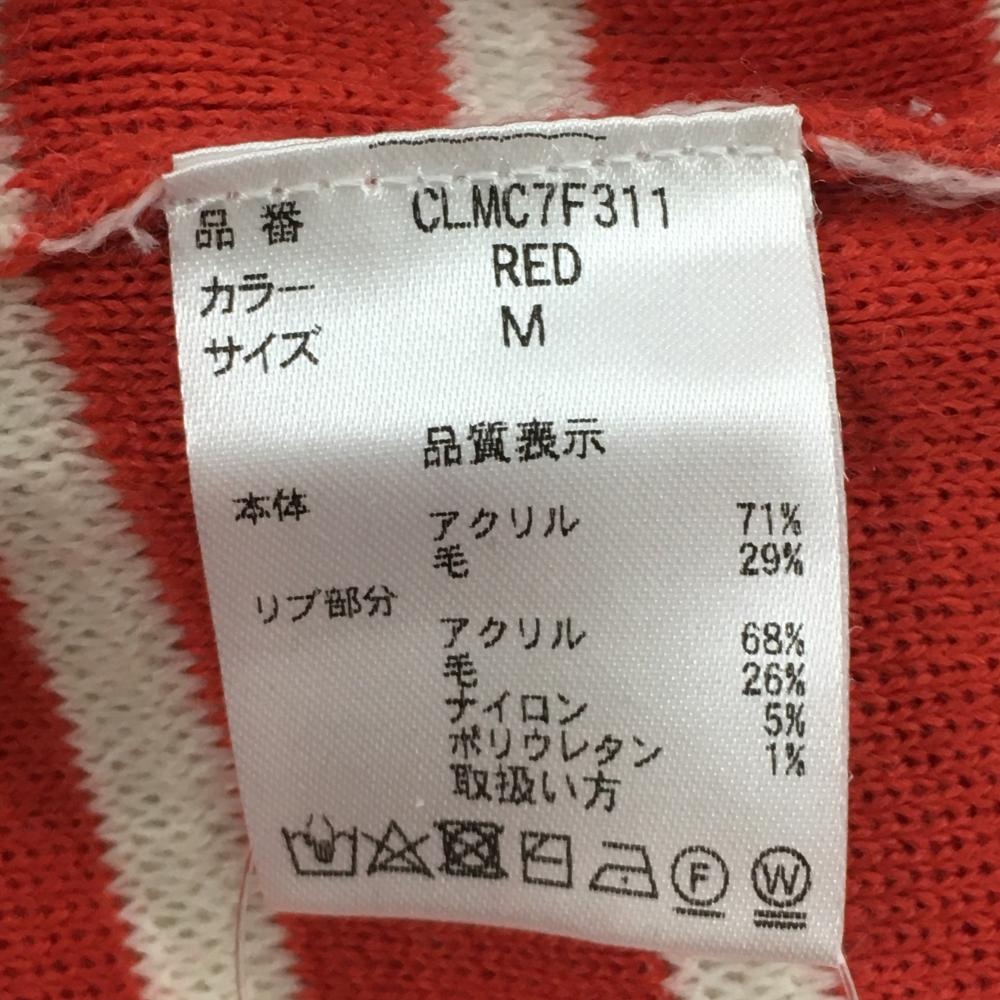 品番 CLMC7F311
カラー RED
サイズ M
品質表示
本体 アクリル 71%
毛 29%
リブ部分 アクリル 68%
毛 26%
ナイロン 5%
ポリウレタン 1%
取扱い方
F W